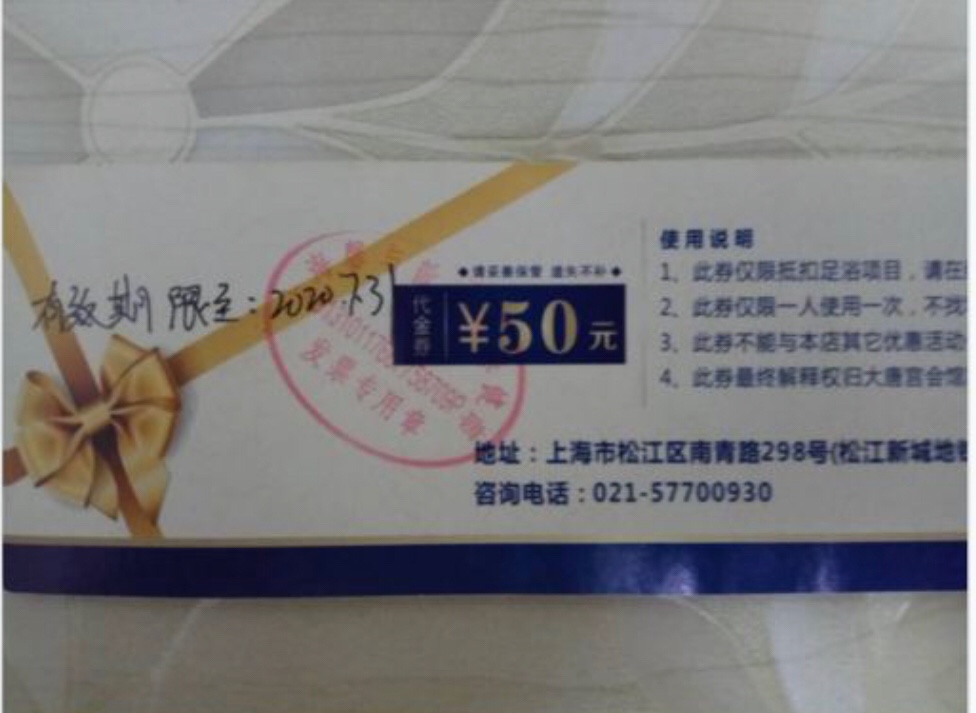 有效期限至：2020.7.31
◆请妥善保管 遗失不补◆
代金券
¥50元
使用说明
1、此券仅限抵扣足浴项目，请在
2、此券仅限一人使用一次，不找
3、此券不能与本店其它优惠活动
4、此券最终解释权归大唐宫会馆
地址：上海市松江区南青路298号(松江新城地铁
咨询电话：021-57700930
发票专用章